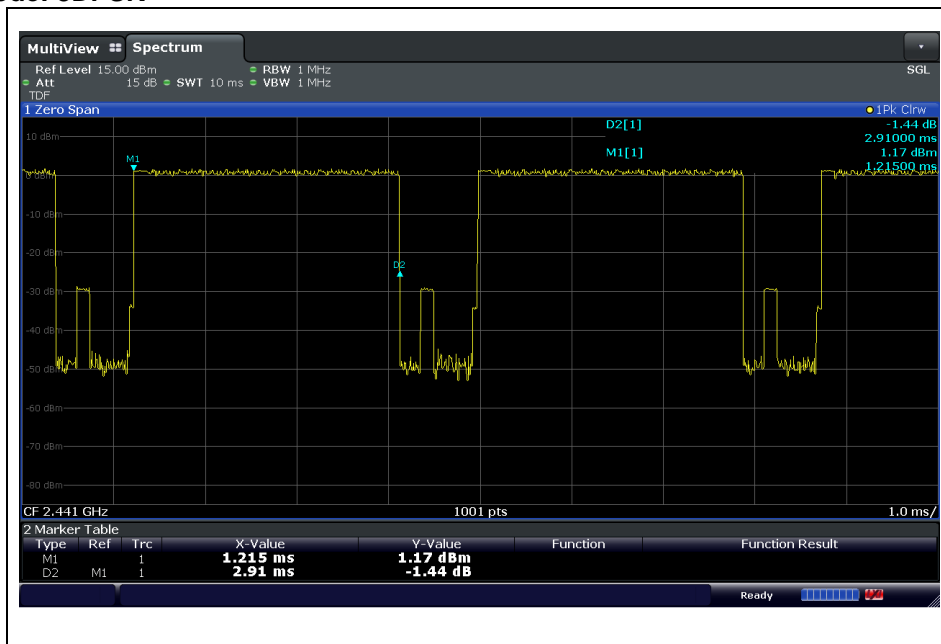 MultiView Spectrum
Ref Level 15.00 dBm RBW 1 MHz SGL
Att 15 dB SWT 10 ms VBW 1 MHz
TDF
1 Zero Span 1Pk Clrw
D2[1] -1.44 dB
2.91000 ms
M1[1] 1.17 dBm
1.21500 ms
10 dBm
M1
0 dBm
-10 dBm
-20 dBm
D2
-30 dBm
-40 dBm
-50 dBm
-60 dBm
-70 dBm
-80 dBm
CF 2.441 GHz 1001 pts 1.0 ms/
2 Marker Table
Type Ref Trc X-Value Y-Value Function Function Result
M1 1 1.215 ms 1.17 dBm
D2 M1 1 2.91 ms -1.44 dB
Ready